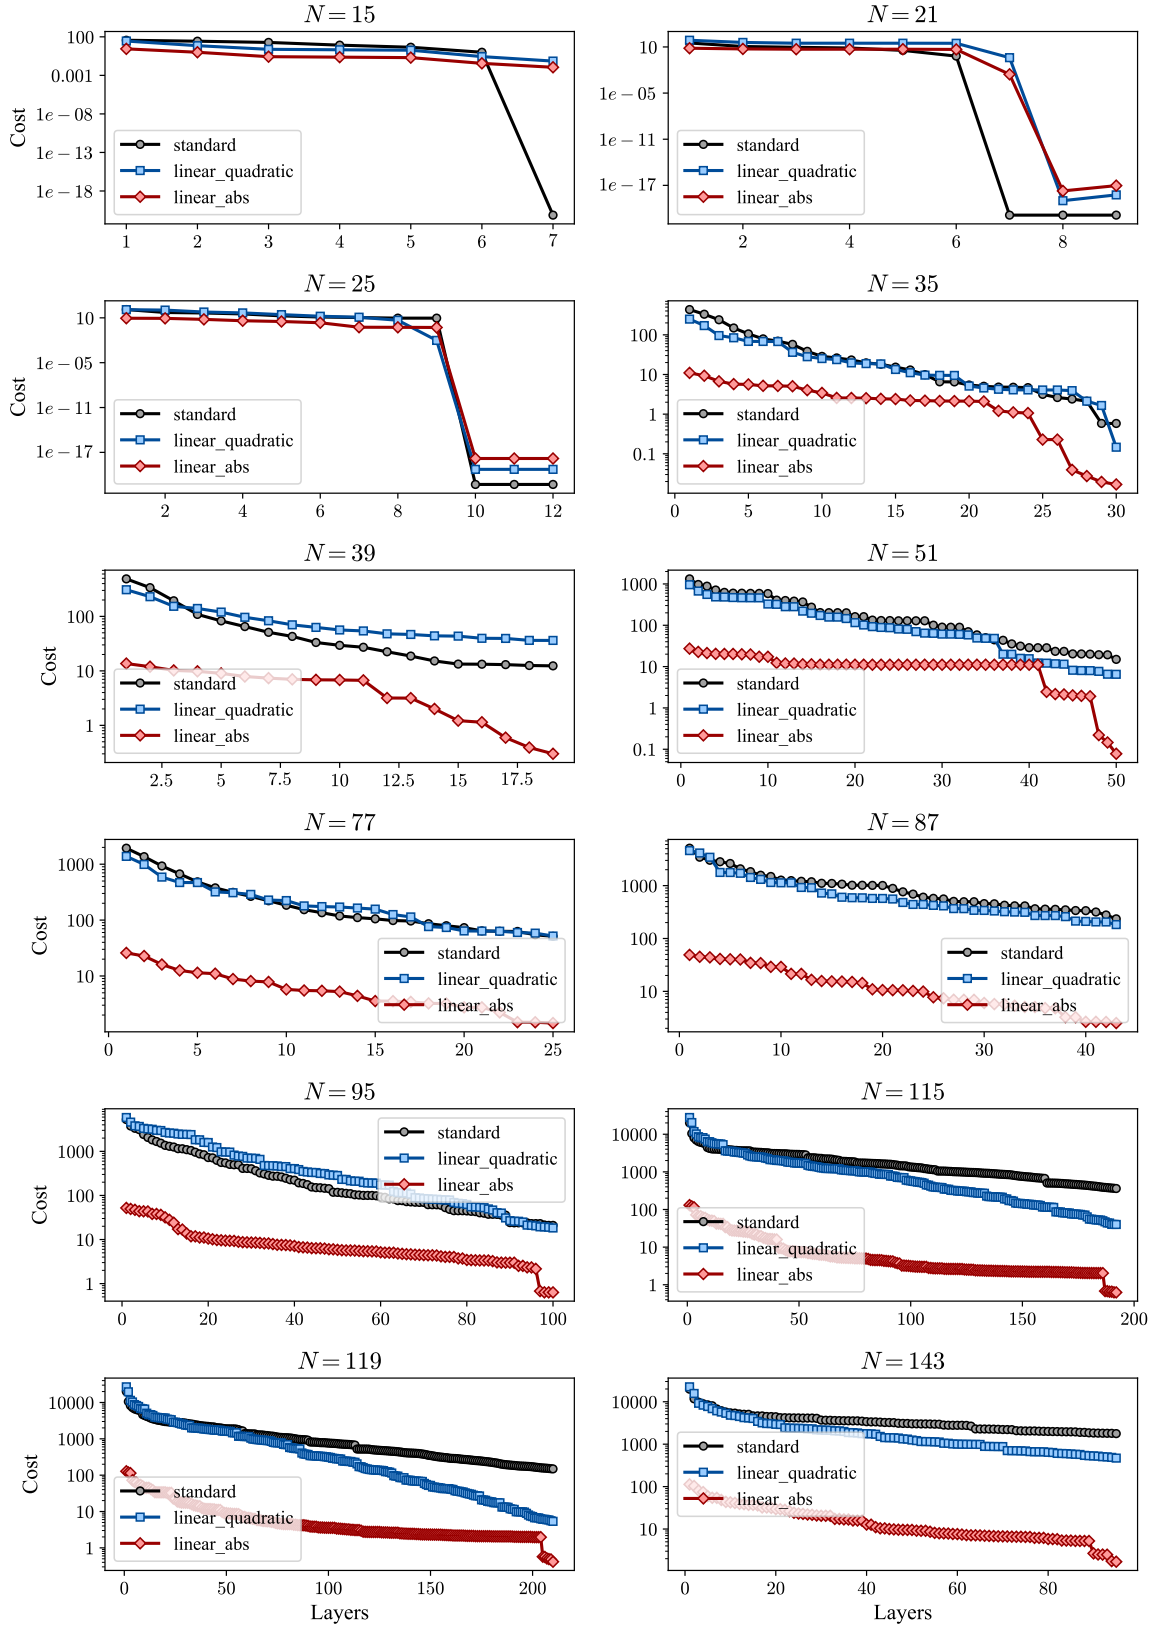 N = 15
Cost
100
0.001
1e − 08
1e − 13
1e − 18
standard
linear_quadratic
linear_abs
1 2 3 4 5 6 7
N = 21
10
1e − 05
1e − 11
1e − 17
standard
linear_quadratic
linear_abs
2 4 6 8
N = 25
Cost
10
1e − 05
1e − 11
1e − 17
standard
linear_quadratic
linear_abs
2 4 6 8 10 12
N = 35
100
10
1
0.1
standard
linear_quadratic
linear_abs
0 5 10 15 20 25 30
N = 39
Cost
100
10
1
standard
linear_quadratic
linear_abs
2.5 5 7.5 10 12.5 15 17.5
N = 51
1000
100
10
1
0.1
standard
linear_quadratic
linear_abs
0 10 20 30 40 50
N = 77
Cost
1000
100
10
standard
linear_quadratic
linear_abs
0 5 10 15 20 25
N = 87
1000
100
10
standard
linear_quadratic
linear_abs
0 10 20 30 40
N = 95
Cost
1000
100
10
1
standard
linear_quadratic
linear_abs
0 20 40 60 80 100
N = 115
10000
1000
100
10
1
standard
linear_quadratic
linear_abs
0 50 100 150 200
N = 119
Cost
10000
1000
100
10
1
standard
linear_quadratic
linear_abs
0 50 100 150 200
Layers
N = 143
10000
1000
100
10
standard
linear_quadratic
linear_abs
0 20 40 60 80
Layers